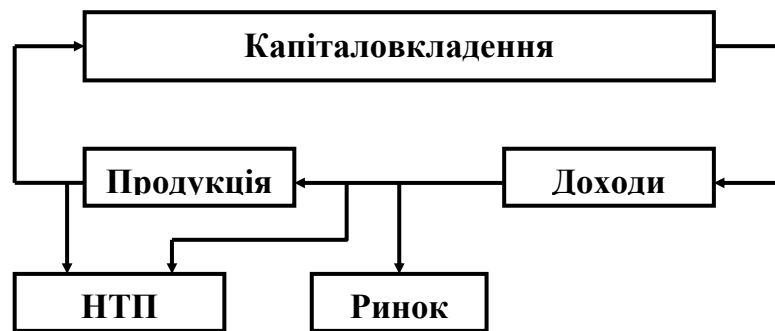 Капіталовкладення
Продукція
Доходи
НТП
Ринок